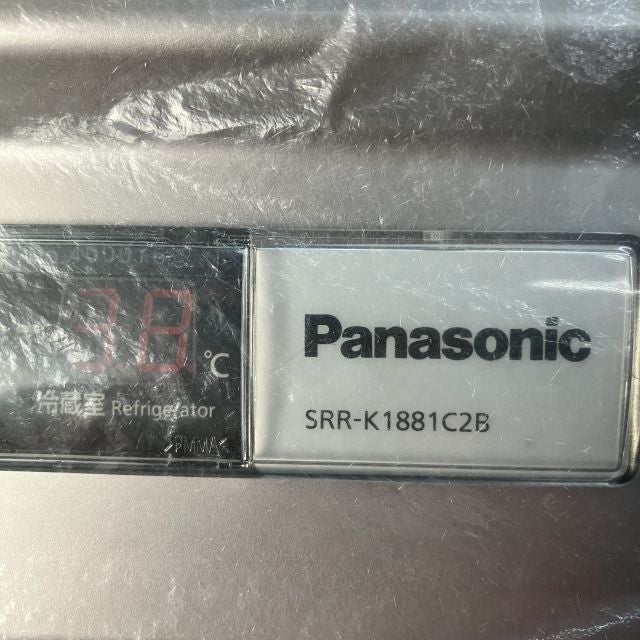 38
℃
冷蔵室 Refrigerator
Panasonic
SRR-K1881C2B